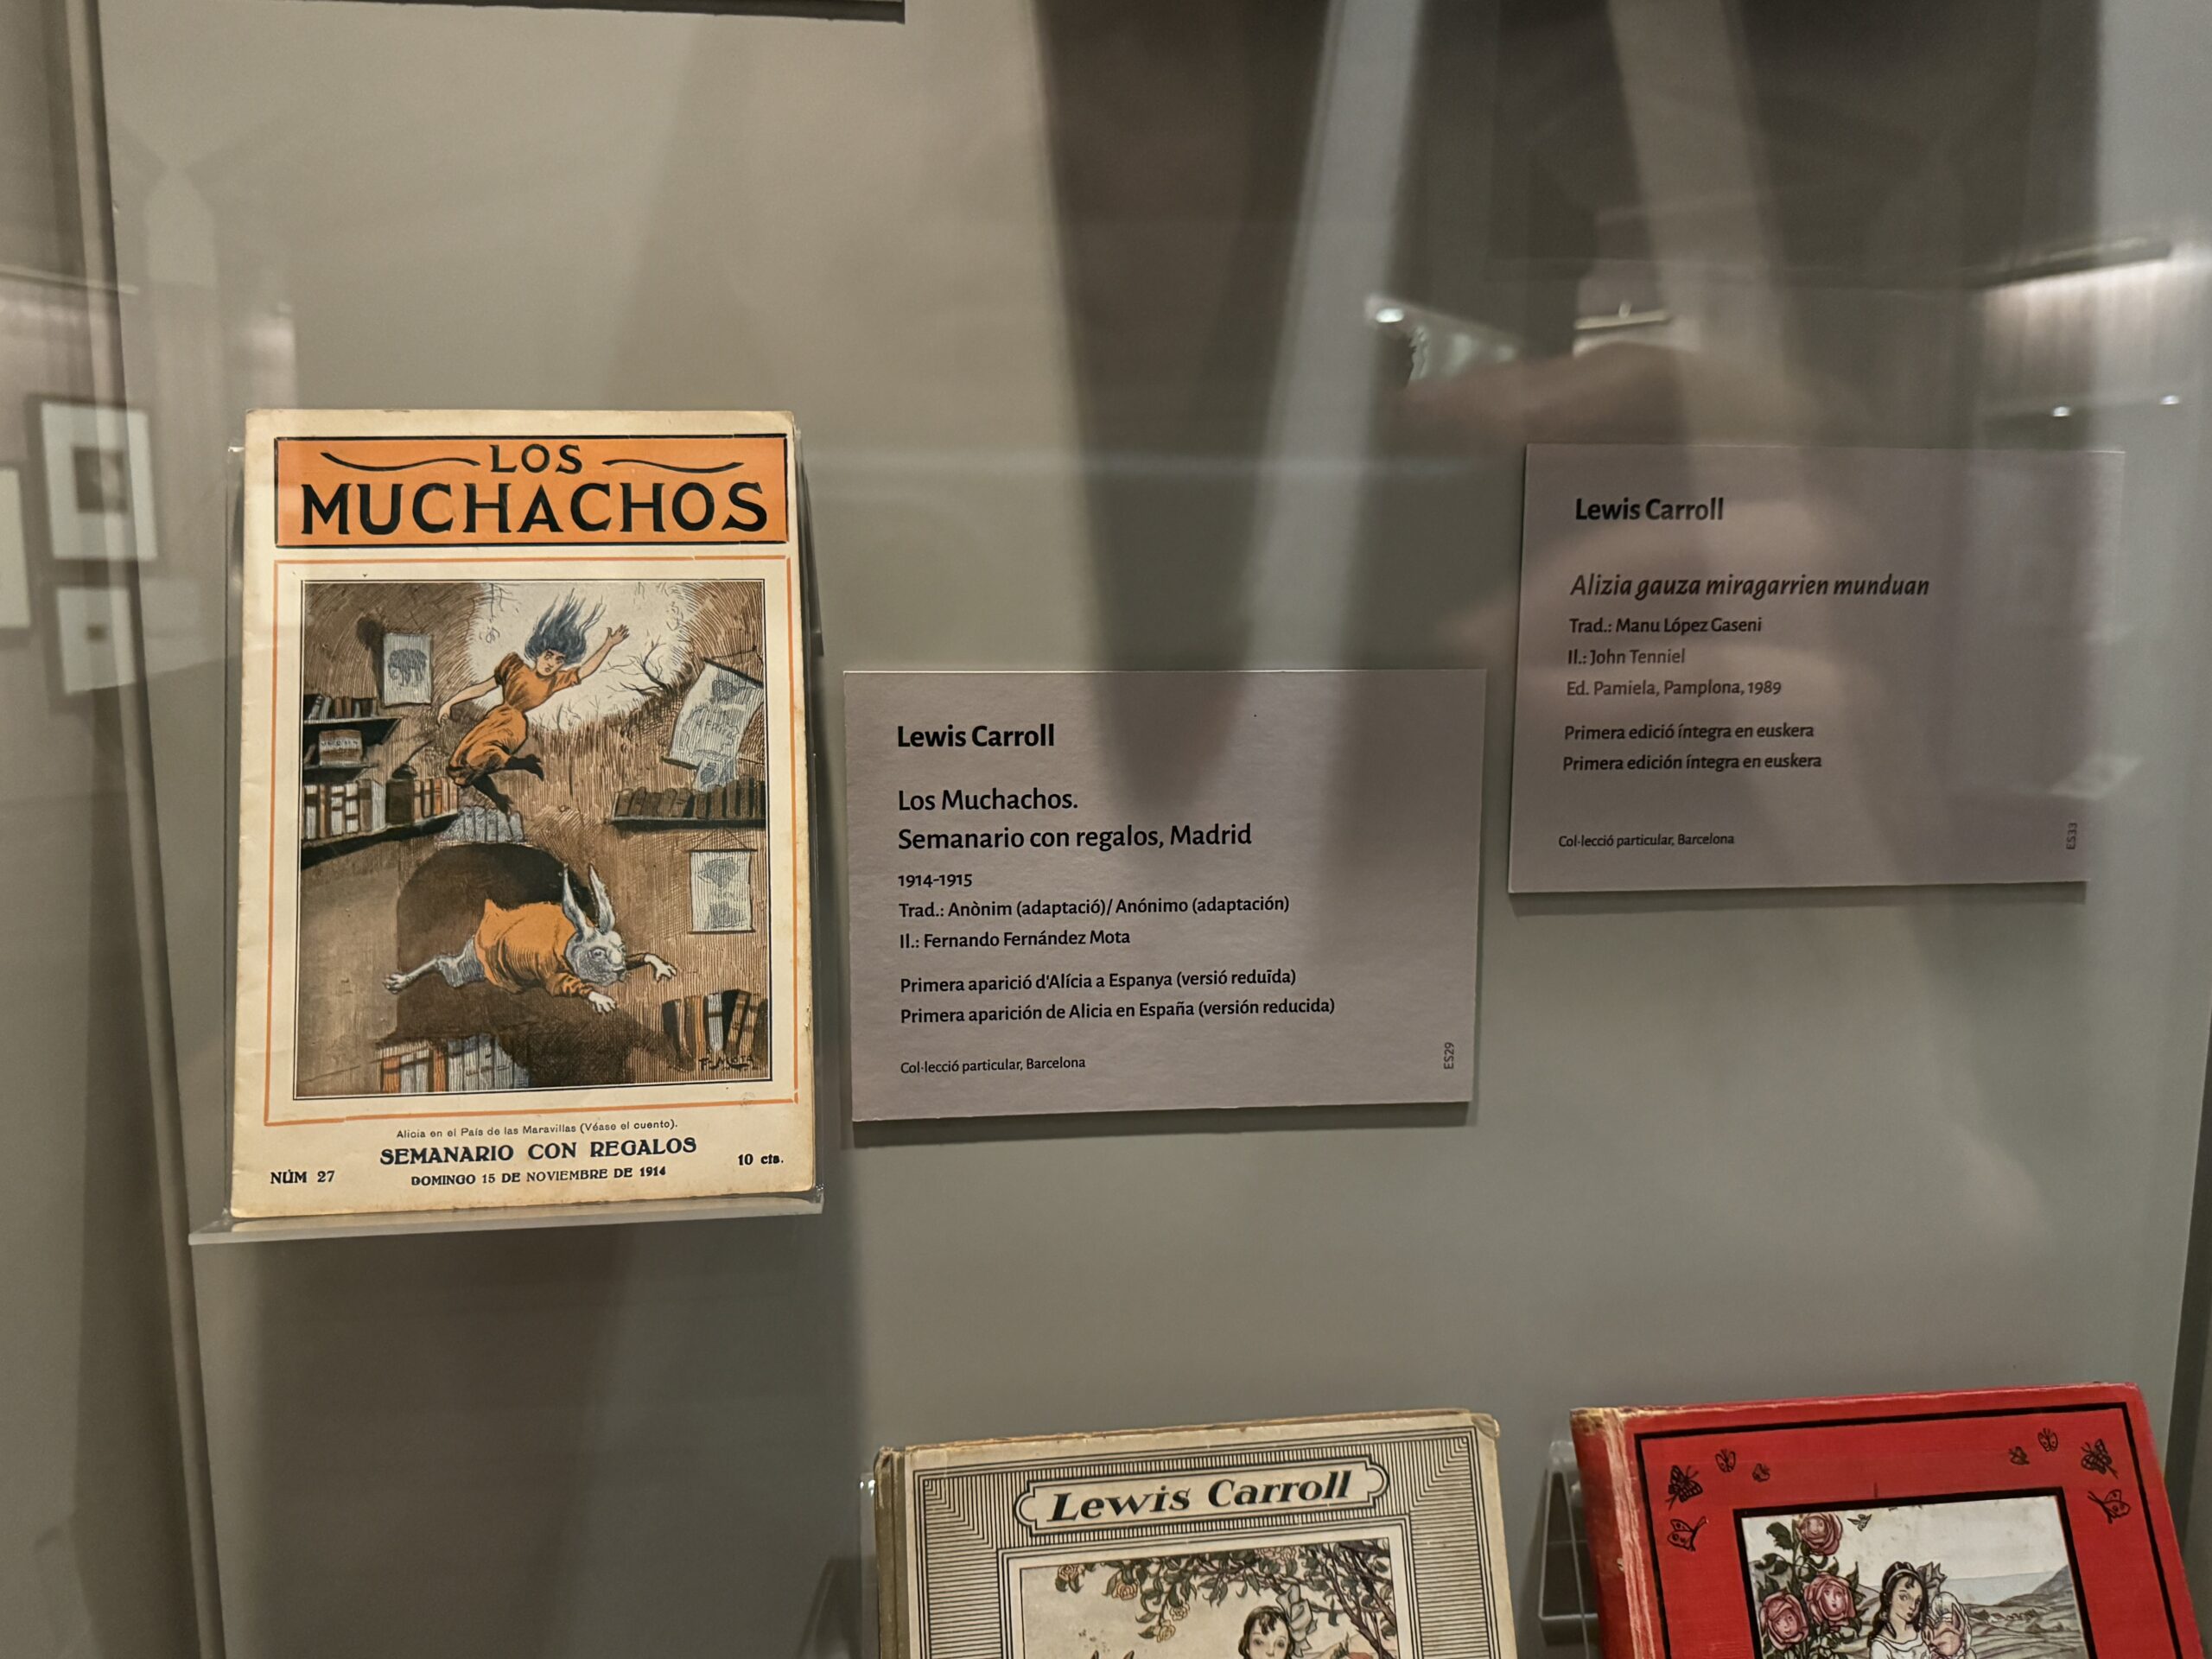 LOS
MUCHACHOS
Alicia en el País de las Maravillas (Véase el cuento).
SEMANARIO CON REGALOS
NÚM 27
10 cts.
DOMINGO 15 DE NOVIEMBRE DE 1914
F. MOTA
Lewis Carroll
Los Muchachos.
Semanario con regalos, Madrid
1914-1915
Trad.: Anònim (adaptació)/ Anónimo (adaptación)
Il.: Fernando Fernández Mota
Primera aparició d'Alícia a Espanya (versió reduïda)
Primera aparición de Alicia en España (versión reducida)
Col·lecció particular, Barcelona
ES29
Lewis Carroll
Alizia gauza miragarrien munduan
Trad.: Manu López Gaseni
Il.: John Tenniel
Ed. Pamiela, Pamplona, 1989
Primera edició íntegra en euskera
Primera edición íntegra en euskera
Col·lecció particular, Barcelona
ES33
Lewis Carroll